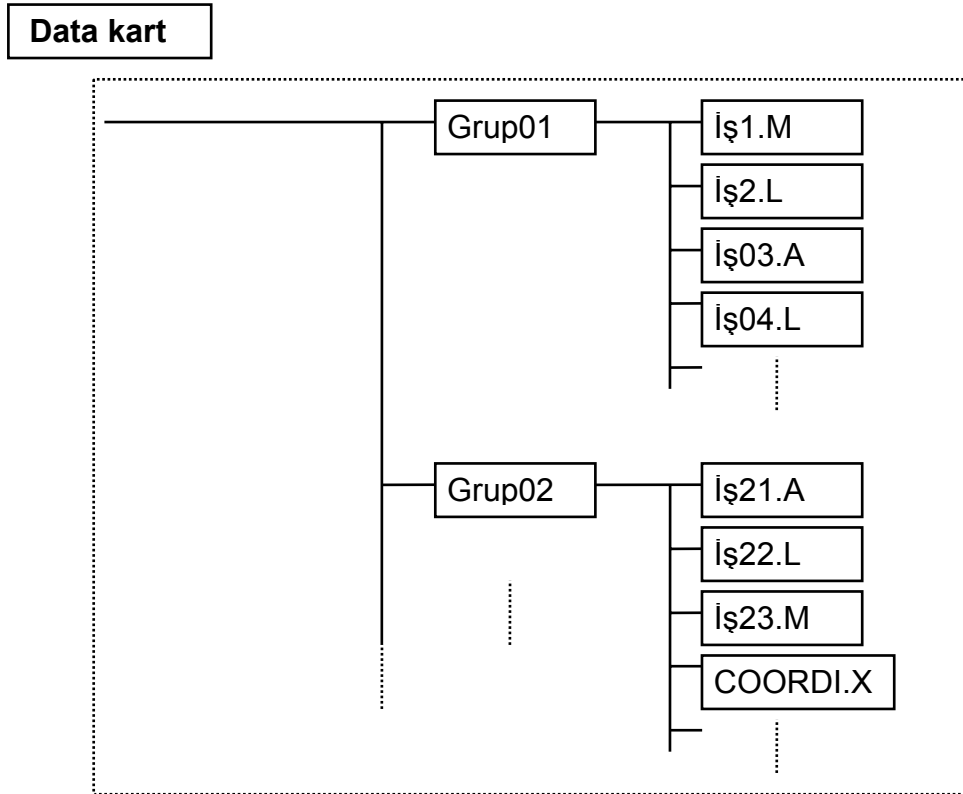 Data kart
Grup01
İş1.M
İş2.L
İş03.A
İş04.L
Grup02
İş21.A
İş22.L
İş23.M
COORDI.X